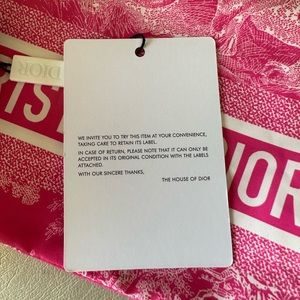 DIOR
WE INVITE YOU TO TRY THIS ITEM AT YOUR CONVENIENCE,
TAKING CARE TO RETAIN ITS LABEL.
IN CASE OF RETURN, PLEASE NOTE THAT IT CAN ONLY BE
ACCEPTED IN ITS ORIGINAL CONDITION WITH THE LABELS
ATTACHED.
WITH OUR SINCERE THANKS,
THE HOUSE OF DIOR
IST
DIOR